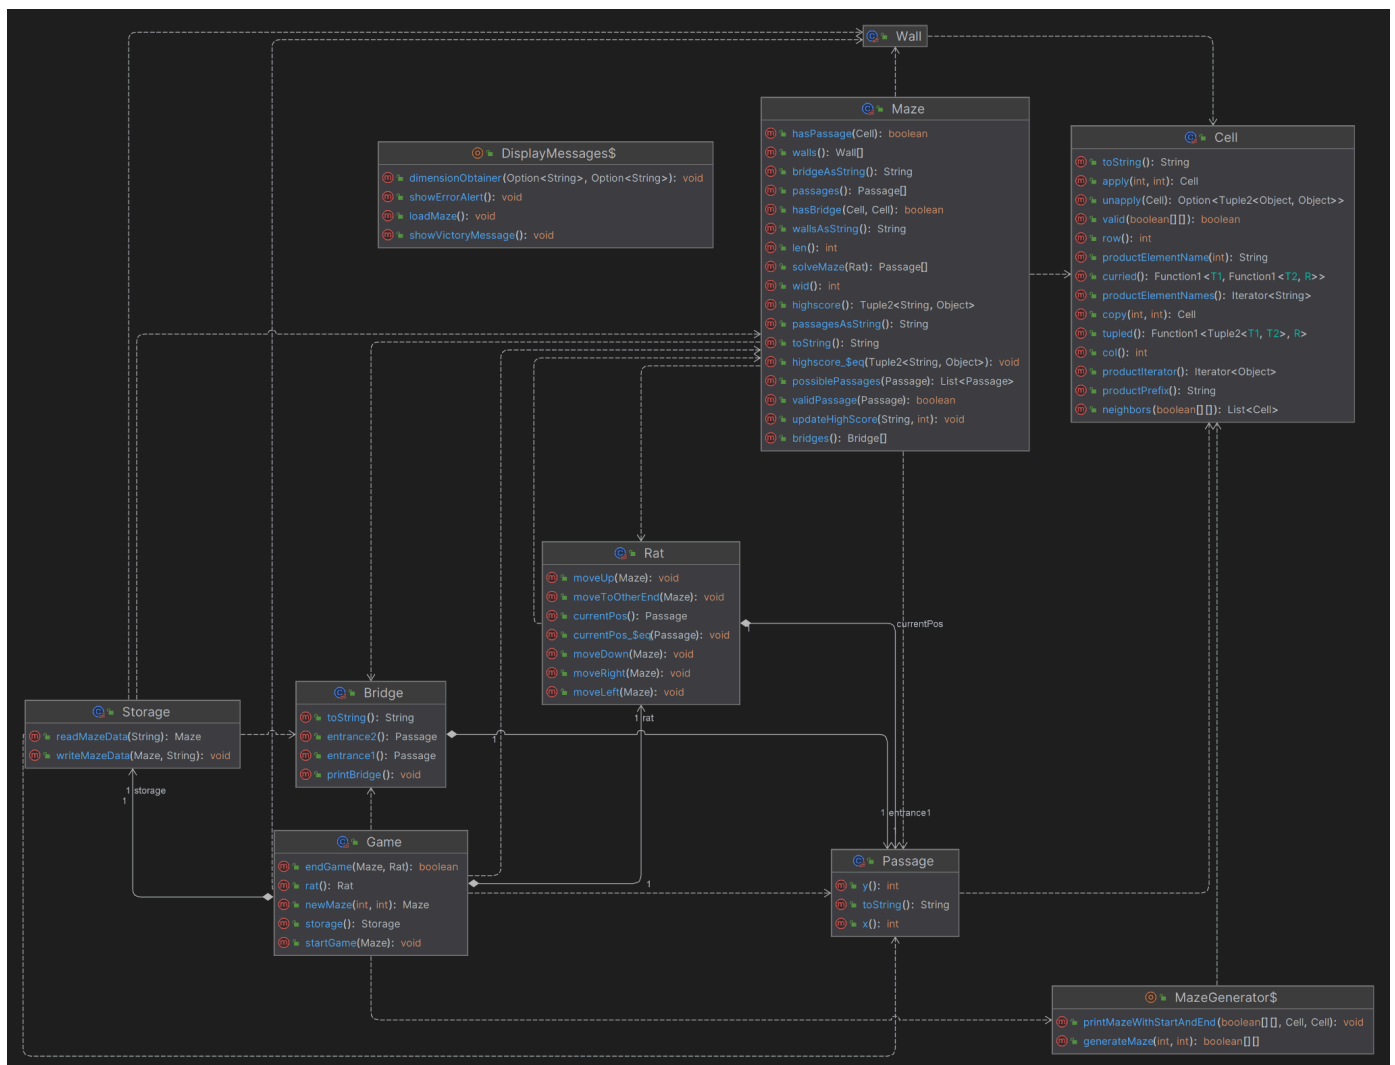 Wall
Maze
hasPassage(Cell): boolean
walls(): Wall[]
bridgeAsString(): String
passages(): Passage[]
hasBridge(Cell, Cell): boolean
wallsAsString(): String
len(): int
solveMaze(Rat): Passage[]
wid(): int
highscore(): Tuple2<String, Object>
passagesAsString(): String
toString(): String
highscore_$eq(Tuple2<String, Object>): void
possiblePassages(Passage): List<Passage>
validPassage(Passage): boolean
updateHighScore(String, int): void
bridges(): Bridge[]
Cell
toString(): String
apply(int, int): Cell
unapply(Cell): Option<Tuple2<Object, Object>>
valid(boolean[][]): boolean
row(): int
productElementName(int): String
curried(): Function1<T1, Function1<T2, R>>
productElementNames(): Iterator<String>
copy(int, int): Cell
tupled(): Function1<Tuple2<T1, T2>, R>
col(): int
productIterator(): Iterator<Object>
productPrefix(): String
neighbors(boolean[][]): List<Cell>
DisplayMessages$
dimensionObtainer(Option<String>, Option<String>): void
showErrorAlert(): void
loadMaze(): void
showVictoryMessage(): void
Rat
moveUp(Maze): void
moveToOtherEnd(Maze): void
currentPos(): Passage
currentPos_$eq(Passage): void
moveDown(Maze): void
moveRight(Maze): void
moveLeft(Maze): void
1
currentPos
1 rat
Storage
readMazeData(String): Maze
writeMazeData(Maze, String): void
1 storage
1
Bridge
toString(): String
entrance2(): Passage
entrance1(): Passage
printBridge(): void
1
1 entrance1
Game
endGame(Maze, Rat): boolean
rat(): Rat
newMaze(int, int): Maze
storage(): Storage
startGame(Maze): void
1
Passage
y(): int
toString(): String
x(): int
MazeGenerator$
printMazeWithStartAndEnd(boolean[][], Cell, Cell): void
generateMaze(int, int): boolean[][]